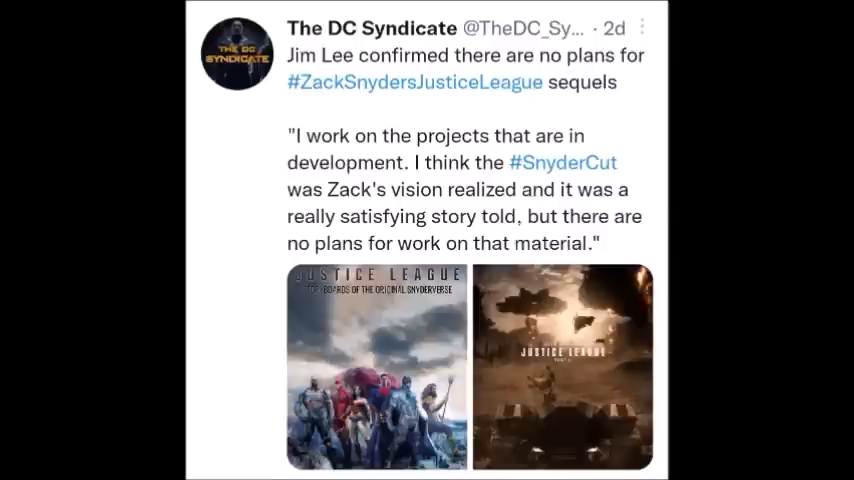 The DC Syndicate @TheDC_Sy... · 2d
THE DC
SYNDICATE
Jim Lee confirmed there are no plans for
#ZackSnydersJusticeLeague sequels
"I work on the projects that are in
development. I think the #SnyderCut
was Zack's vision realized and it was a
really satisfying story told, but there are
no plans for work on that material."
JUSTICE LEAGUE
STORYBOARDS OF THE ORIGINAL SNYDERVERSE
JUSTICE LEAGUE